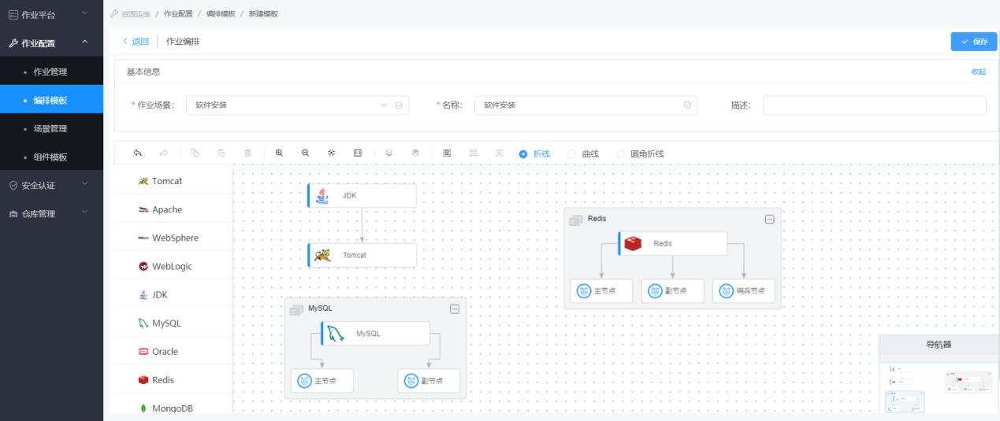 作业平台
作业配置
作业管理
编排模板
场景管理
组件模板
安全认证
仓库管理
资源运维 / 作业配置 / 编排模板 / 新建模板
返回 作业编排
保存
基本信息
收起
* 作业场景： 软件安装
* 名称： 软件安装
描述：
折线 曲线 圆角折线
Tomcat
Apache
WebSphere
WebLogic
JDK
MySQL
Oracle
Redis
MongoDB
JDK
Tomcat
MySQL
MySQL
主节点 副节点
Redis
Redis
主节点 副节点 哨兵节点
导航器